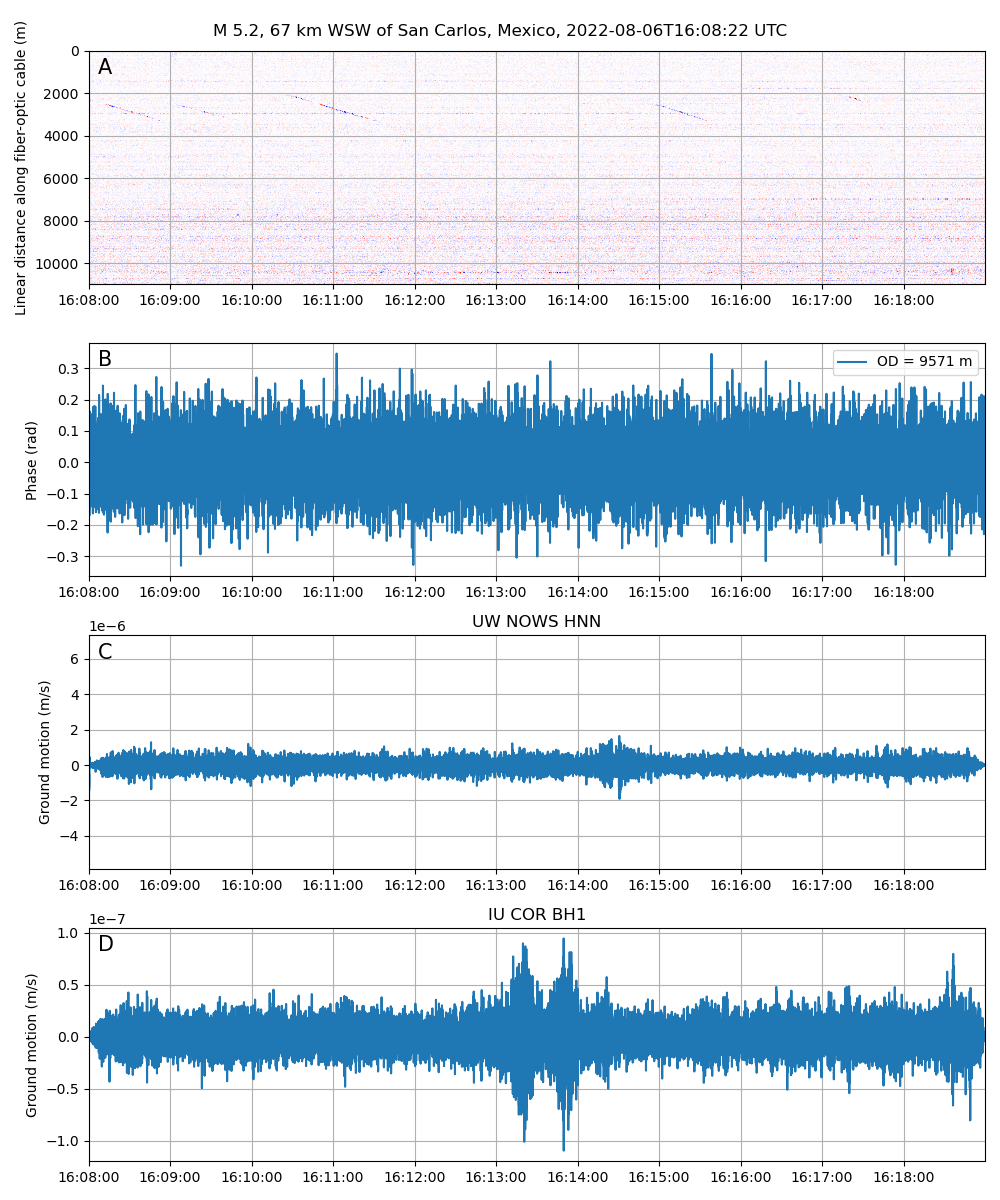 M 5.2, 67 km WSW of San Carlos, Mexico, 2022-08-06T16:08:22 UTC
A
Linear distance along fiber-optic cable (m)
0
2000
4000
6000
8000
10000
16:08:00 16:09:00 16:10:00 16:11:00 16:12:00 16:13:00 16:14:00 16:15:00 16:16:00 16:17:00 16:18:00
B
OD = 9571 m
Phase (rad)
0.3
0.2
0.1
0.0
−0.1
−0.2
−0.3
16:08:00 16:09:00 16:10:00 16:11:00 16:12:00 16:13:00 16:14:00 16:15:00 16:16:00 16:17:00 16:18:00
UW NOWS HNN
1e−6
C
Ground motion (m/s)
6
4
2
0
−2
−4
16:08:00 16:09:00 16:10:00 16:11:00 16:12:00 16:13:00 16:14:00 16:15:00 16:16:00 16:17:00 16:18:00
IU COR BH1
1e−7
D
Ground motion (m/s)
1.0
0.5
0.0
−0.5
−1.0
16:08:00 16:09:00 16:10:00 16:11:00 16:12:00 16:13:00 16:14:00 16:15:00 16:16:00 16:17:00 16:18:00